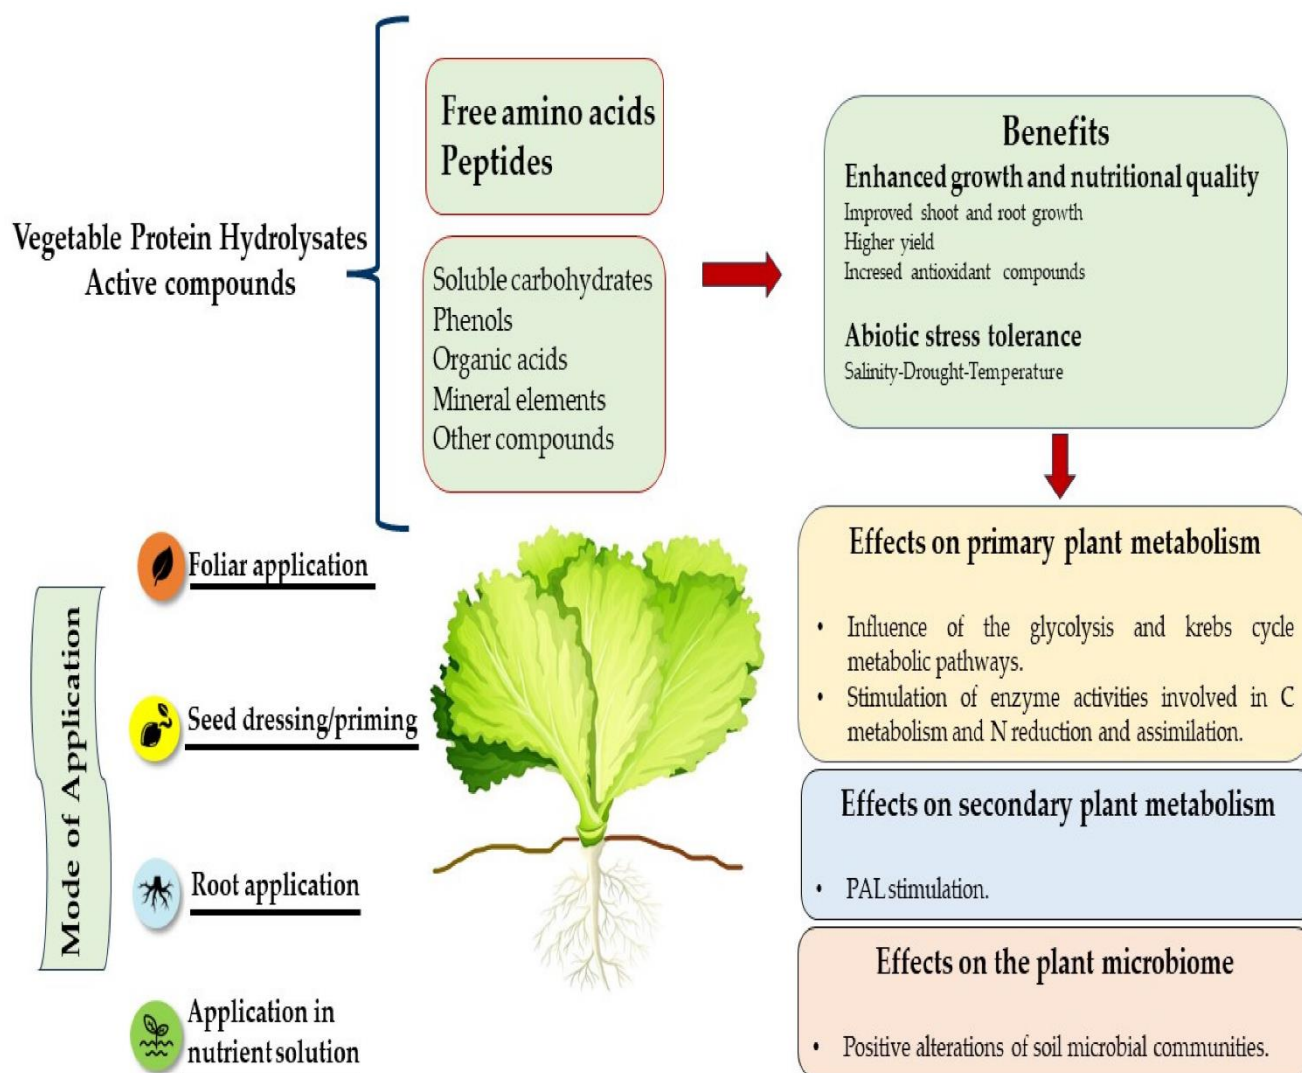 Vegetable Protein Hydrolysates
Active compounds
Free amino acids
Peptides
Soluble carbohydrates
Phenols
Organic acids
Mineral elements
Other compounds
Benefits
Enhanced growth and nutritional quality
Improved shoot and root growth
Higher yield
Incresed antioxidant compounds
Abiotic stress tolerance
Salinity-Drought-Temperature
Mode of Application
Foliar application
Seed dressing/priming
Root application
Application in
nutrient solution
Effects on primary plant metabolism
• Influence of the glycolysis and krebs cycle
metabolic pathways.
• Stimulation of enzyme activities involved in C
metabolism and N reduction and assimilation.
Effects on secondary plant metabolism
• PAL stimulation.
Effects on the plant microbiome
• Positive alterations of soil microbial communities.